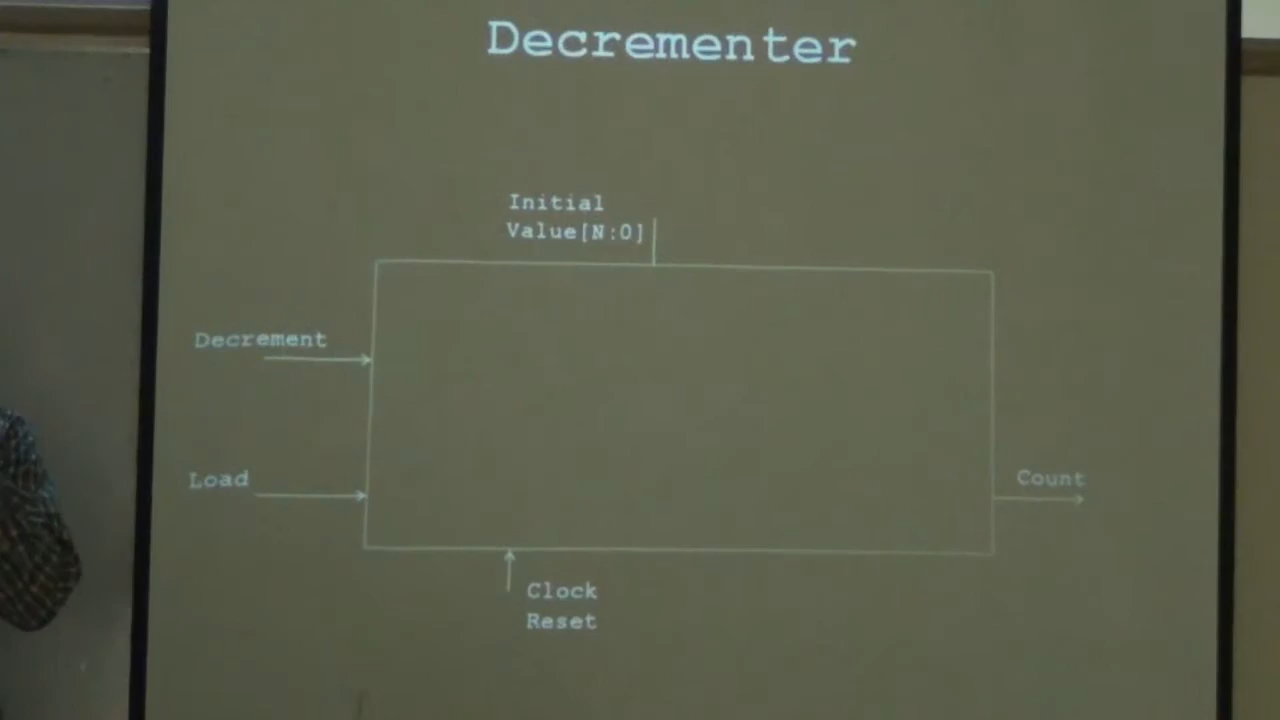 Decrementer
Initial
Value[N:0]
Decrement
Load
Count
Clock
Reset